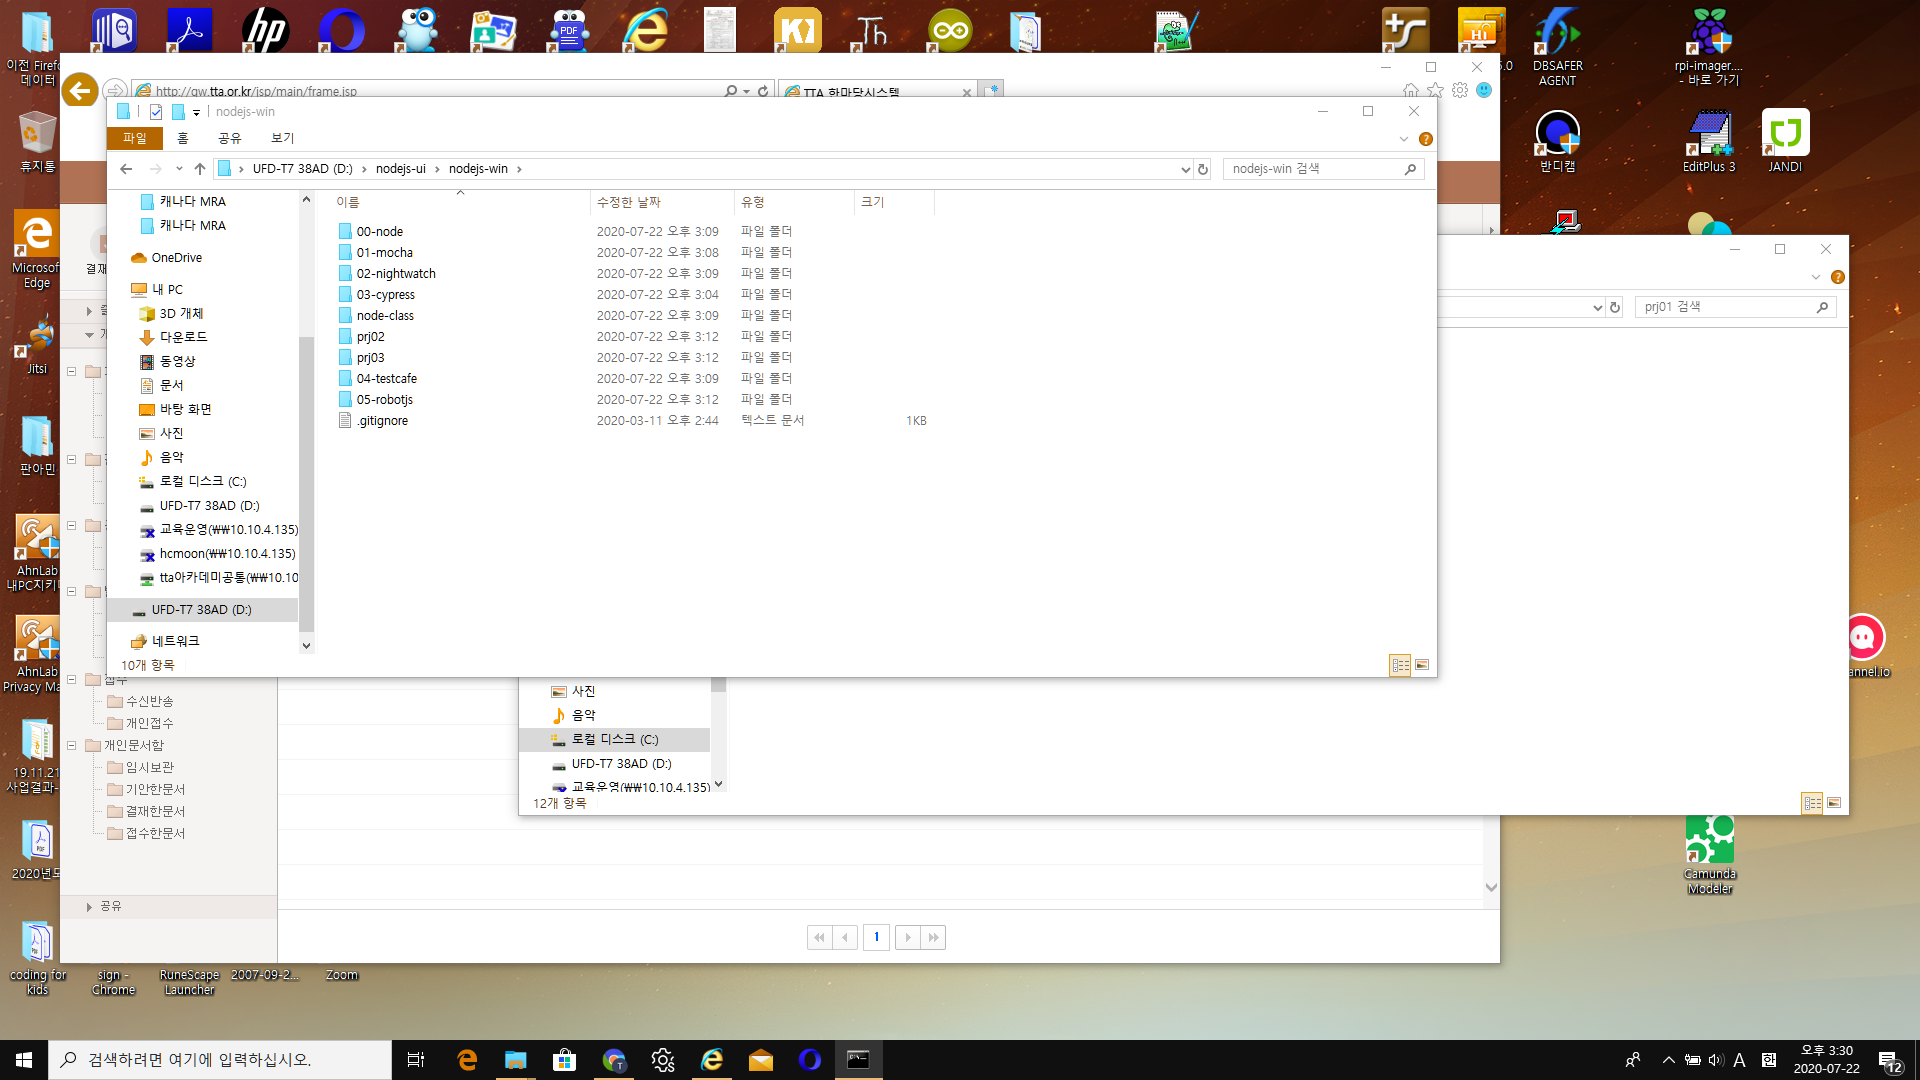 이전 Firef
데이터
휴지통
Microsof
Edge
Jitsi
판아민
AhnLab
내PC지키
AhnLab
Privacy Ma
19.11.21
사업결과-
2020년도
coding for
kids
sign -
Chrome
RuneScape
Launcher
2007-09-2...
Zoom
DBSAFER
AGENT
rpi-imager....
- 바로 가기
반디캠
EditPlus 3
JANDI
annel.io
Camunda
Modeler
http://gw.tta.or.kr/jsp/main/frame.jsp
TTA 한마당시스템
nodejs-win
파일
홈
공유
보기
UFD-T7 38AD (D:) › nodejs-ui › nodejs-win ›
nodejs-win 검색
캐나다 MRA
캐나다 MRA
OneDrive
내 PC
3D 개체
다운로드
동영상
문서
바탕 화면
사진
음악
로컬 디스크 (C:)
UFD-T7 38AD (D:)
교육운영(₩₩10.10.4.135)
hcmoon(₩₩10.10.4.135)
tta아카데미공통(₩₩10.10
UFD-T7 38AD (D:)
네트워크
10개 항목
이름 수정한 날짜 유형 크기
00-node 2020-07-22 오후 3:09 파일 폴더
01-mocha 2020-07-22 오후 3:08 파일 폴더
02-nightwatch 2020-07-22 오후 3:09 파일 폴더
03-cypress 2020-07-22 오후 3:04 파일 폴더
node-class 2020-07-22 오후 3:09 파일 폴더
prj02 2020-07-22 오후 3:12 파일 폴더
prj03 2020-07-22 오후 3:12 파일 폴더
04-testcafe 2020-07-22 오후 3:09 파일 폴더
05-robotjs 2020-07-22 오후 3:12 파일 폴더
.gitignore 2020-03-11 오후 2:44 텍스트 문서 1KB
prj01 검색
사진
음악
로컬 디스크 (C:)
UFD-T7 38AD (D:)
교육운영(₩₩10.10.4.135)
12개 항목
결재
접수
수신반송
개인접수
개인문서함
임시보관
기안한문서
결재한문서
접수한문서
공유
1
검색하려면 여기에 입력하십시오.
A
한
오후 3:30
2020-07-22
12